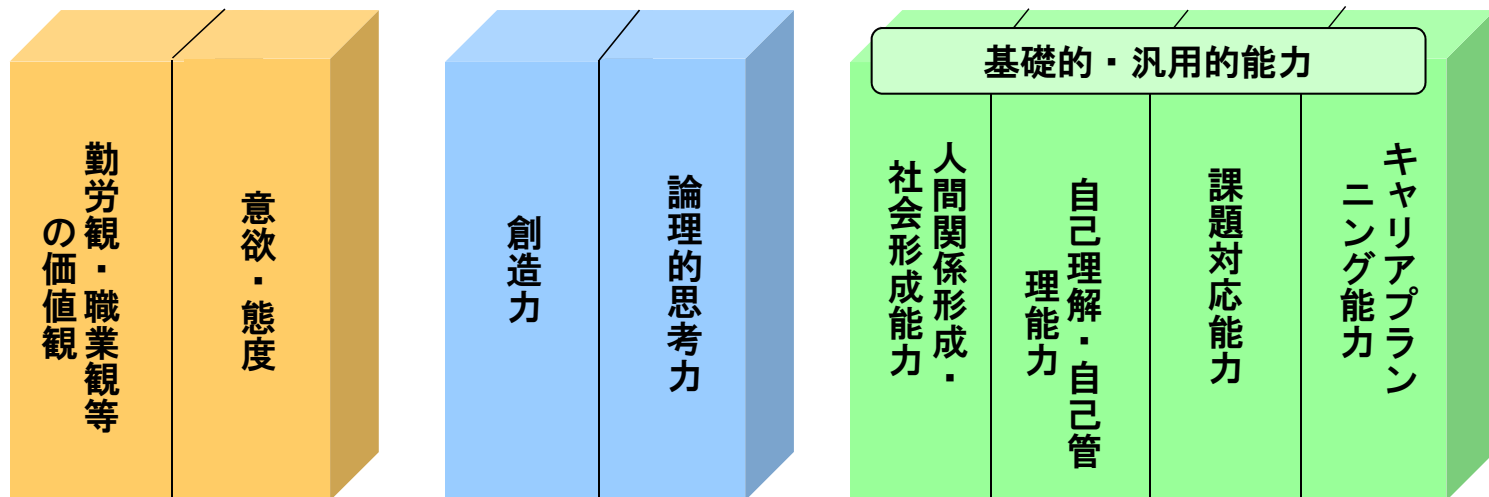 勤労観・職業観等
の価値観
意欲・態度
創造力
論理的思考力
基礎的・汎用的能力
人間関係形成・
社会形成能力
自己理解・自己管
理能力
課題対応能力
キャリアプラン
ニング能力